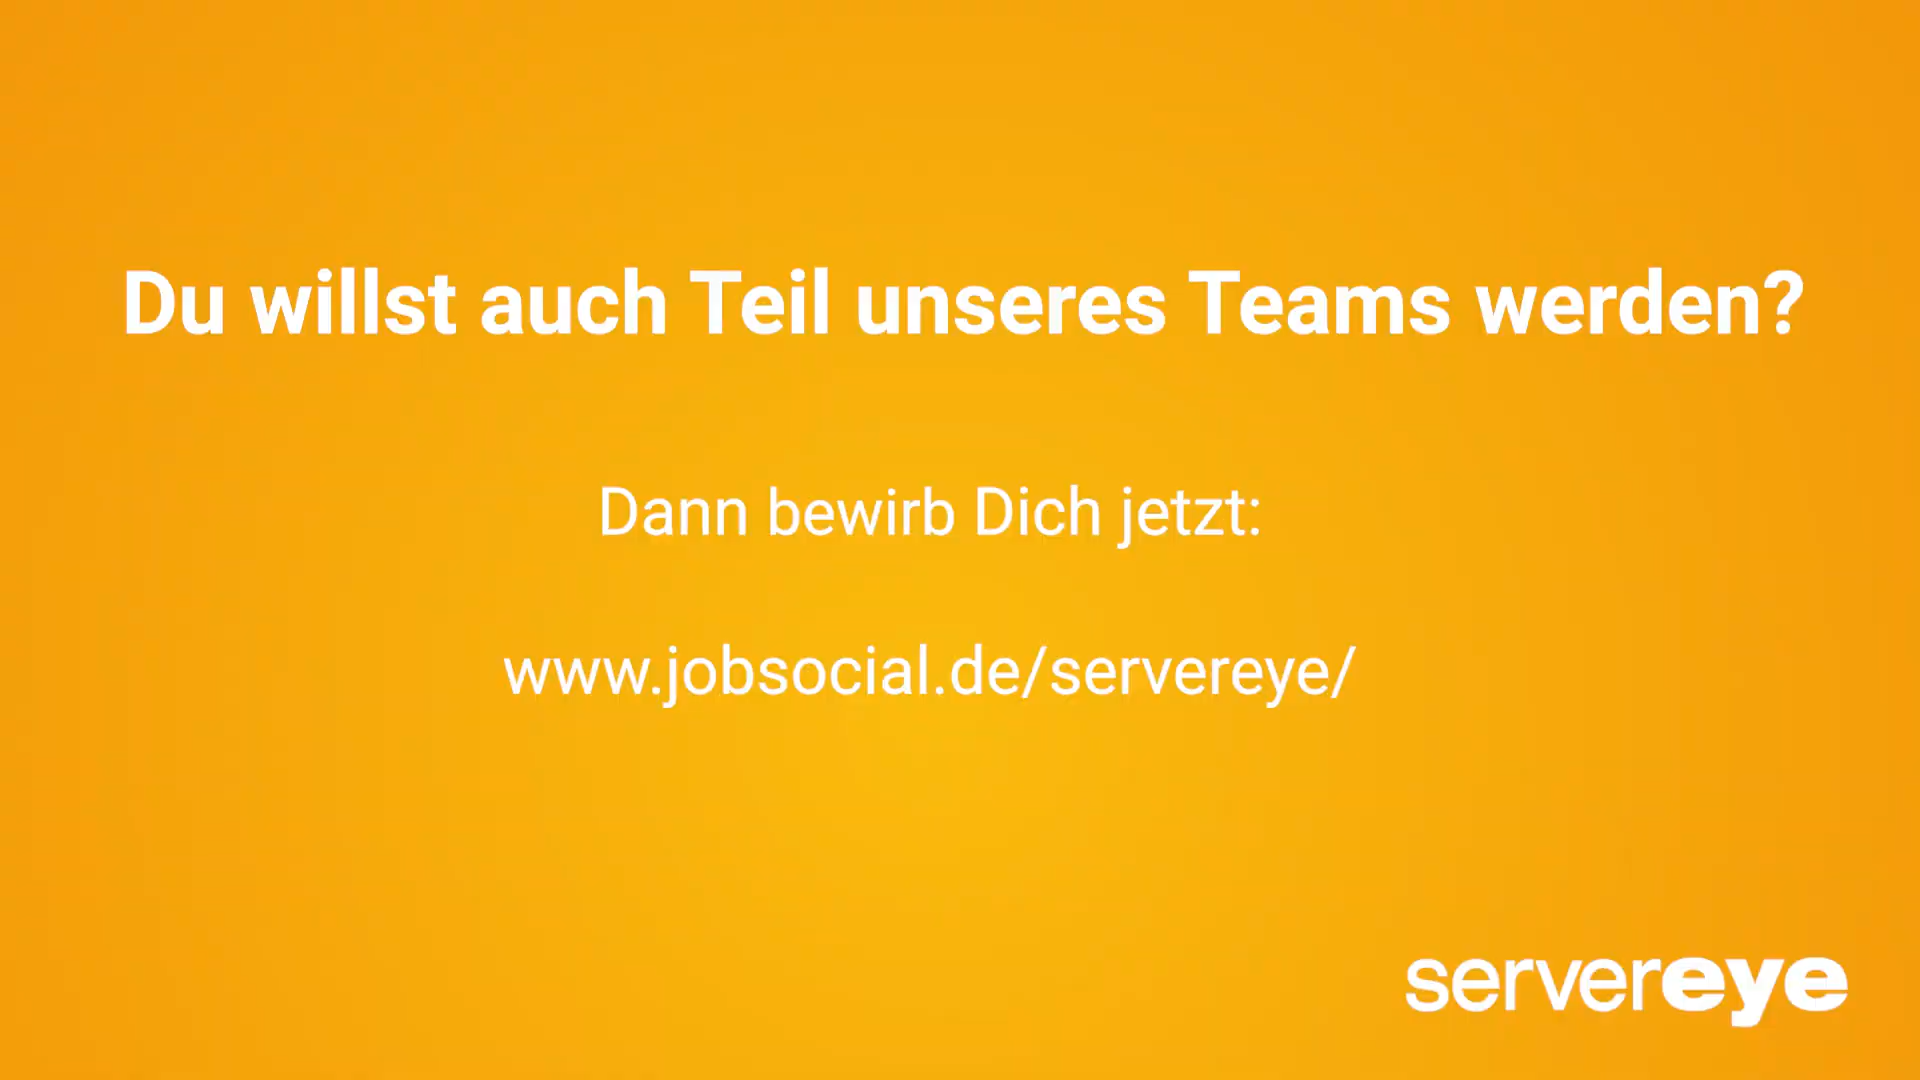 Du willst auch Teil unseres Teams werden?
Dann bewirb Dich jetzt:
www.jobsocial.de/servereye/
servereye